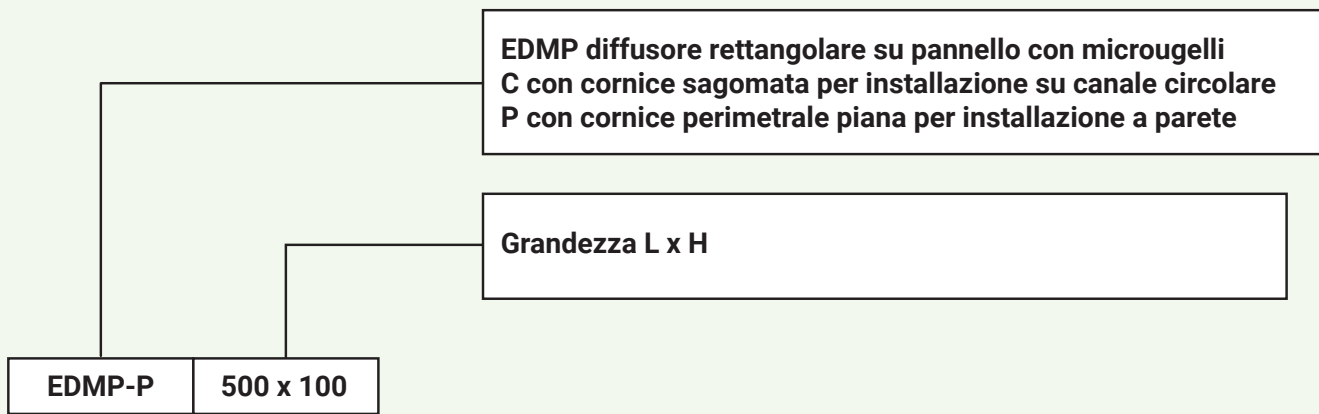 EDMP diffusore rettangolare su pannello con microugelli
C con cornice sagomata per installazione su canale circolare
P con cornice perimetrale piana per installazione a parete
Grandezza L x H
EDMP-P 500 x 100